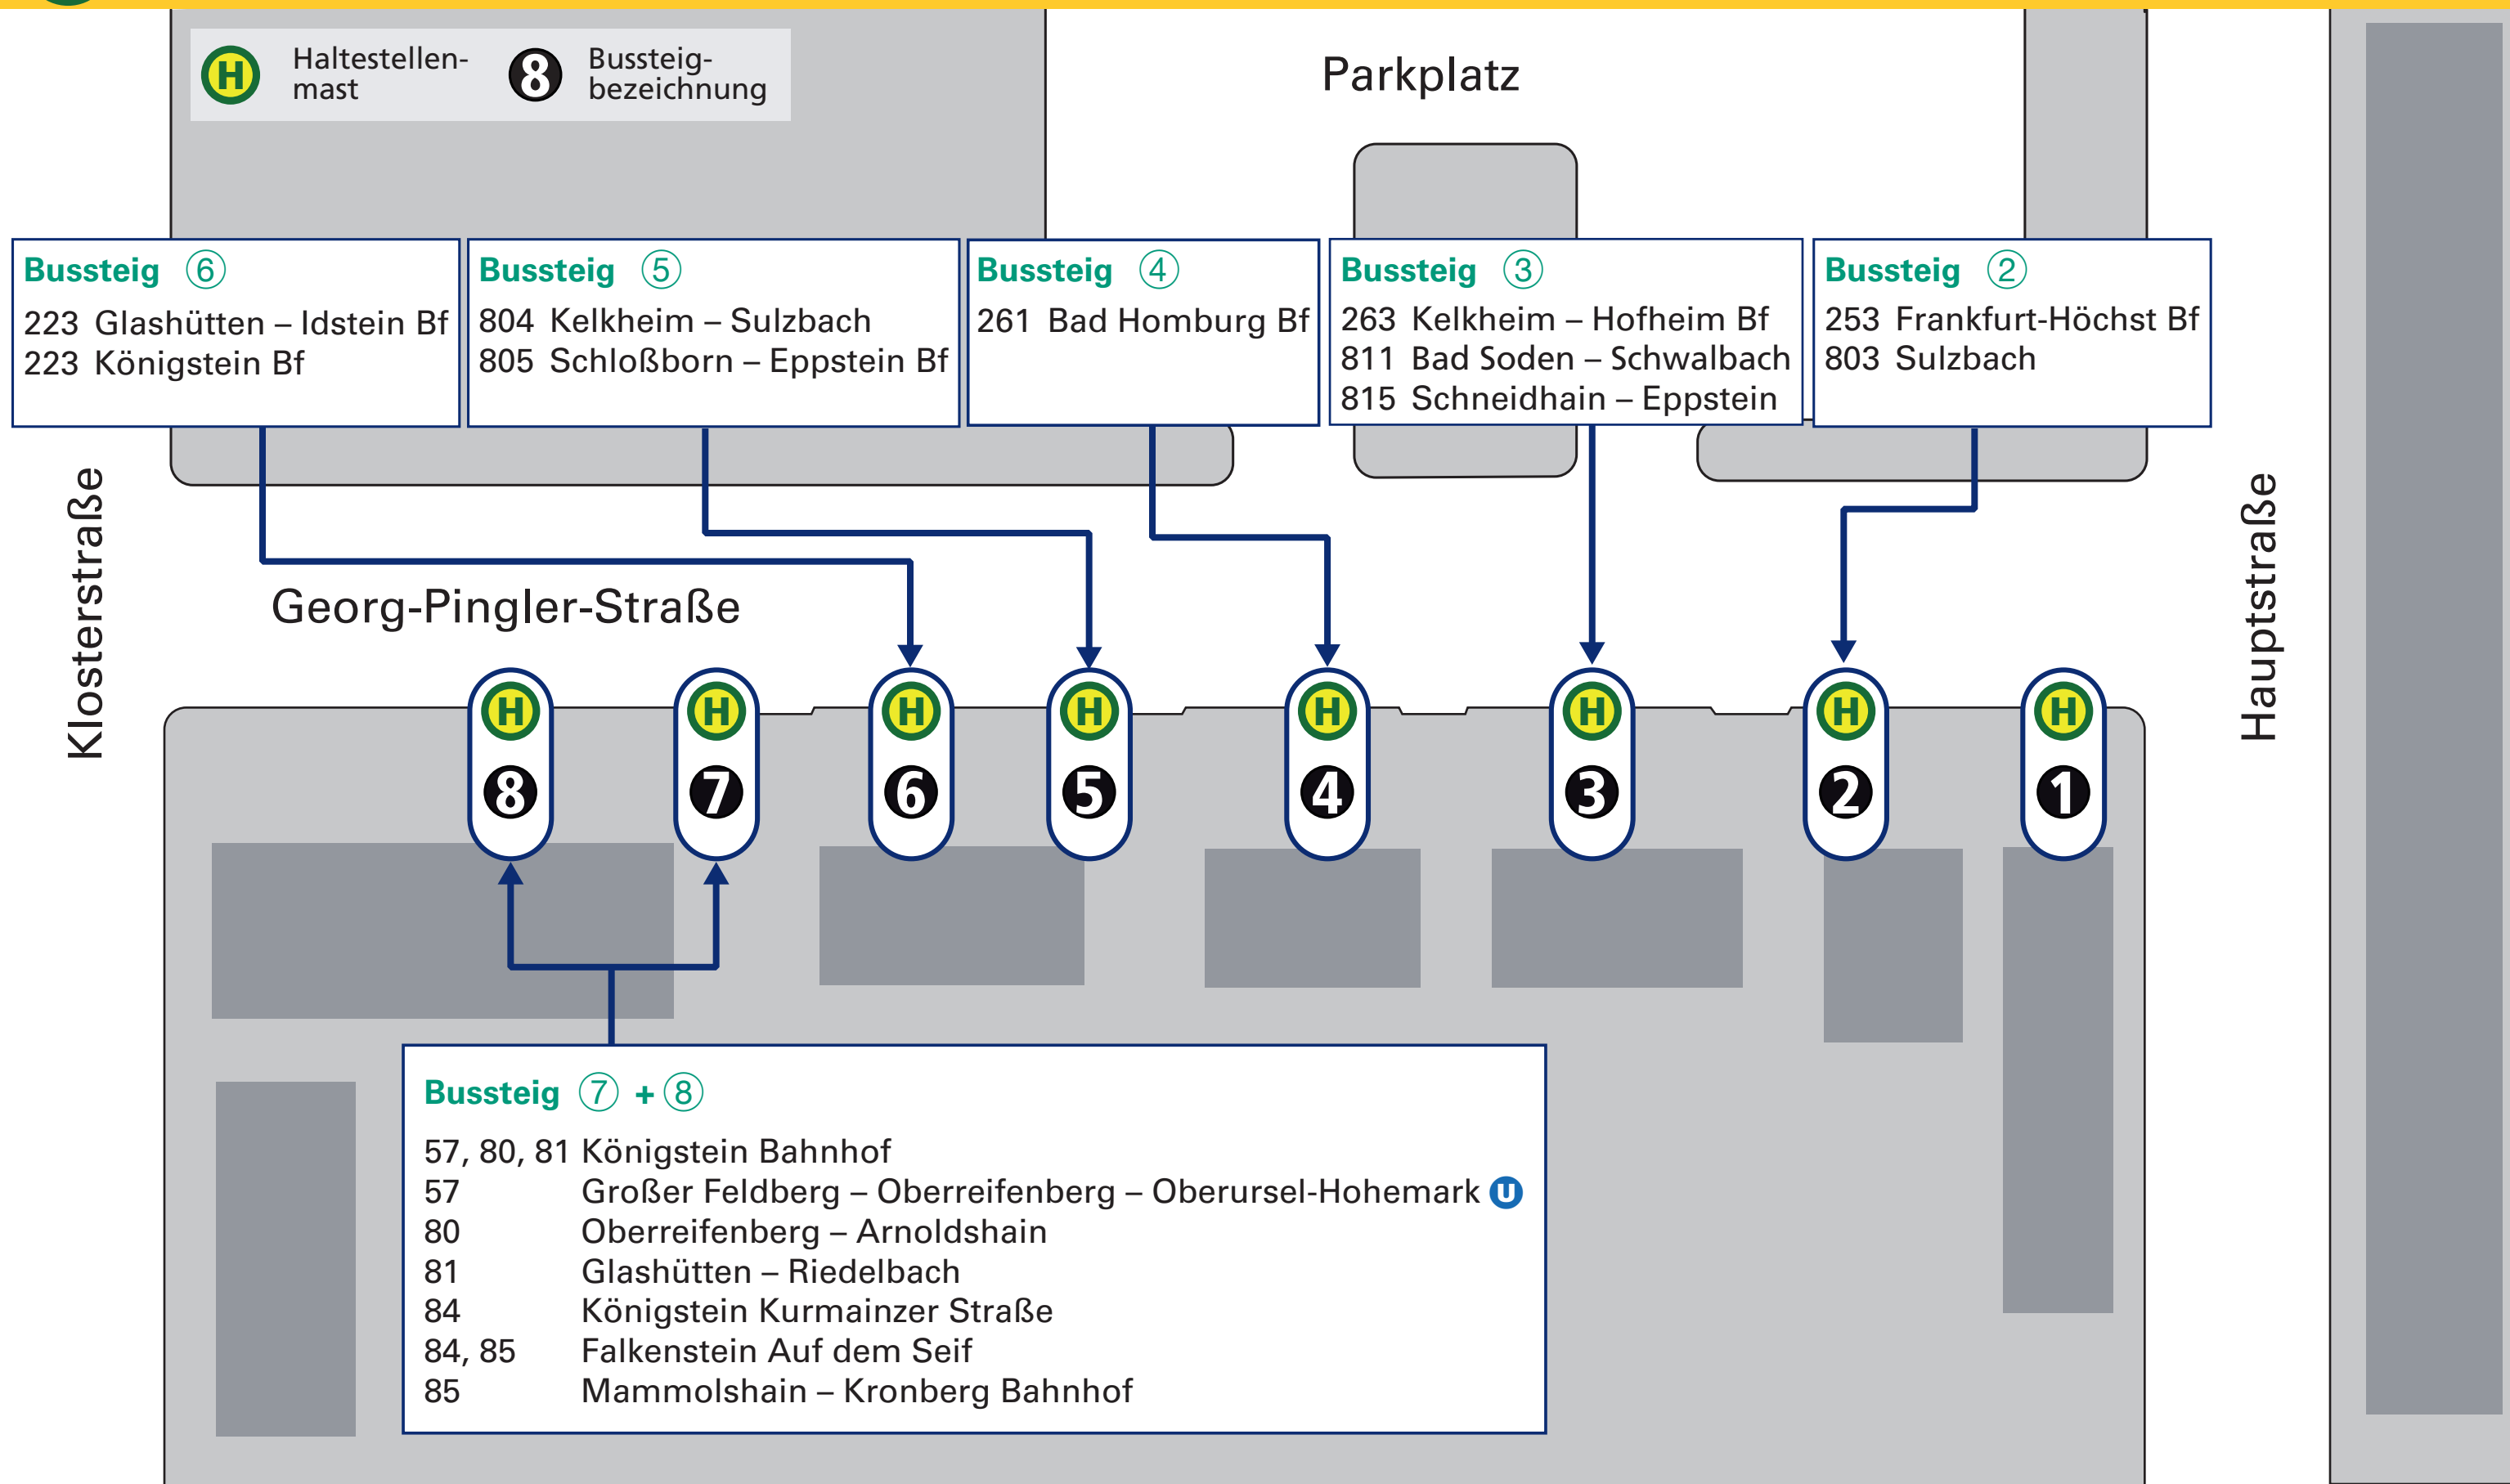 H Haltestellen-
mast
8 Bussteig-
bezeichnung
Parkplatz
Bussteig 6
223 Glashütten – Idstein Bf
223 Königstein Bf
Bussteig 5
804 Kelkheim – Sulzbach
805 Schloßborn – Eppstein Bf
Bussteig 4
261 Bad Homburg Bf
Bussteig 3
263 Kelkheim – Hofheim Bf
811 Bad Soden – Schwalbach
815 Schneidhain – Eppstein
Bussteig 2
253 Frankfurt-Höchst Bf
803 Sulzbach
Klosterstraße
Georg-Pingler-Straße
Hauptstraße
H H H H H H H H
8 7 6 5 4 3 2 1
Bussteig 7 + 8
57, 80, 81 Königstein Bahnhof
57 Großer Feldberg – Oberreifenberg – Oberursel-Hohemark U
80 Oberreifenberg – Arnoldshain
81 Glashütten – Riedelbach
84 Königstein Kurmainzer Straße
84, 85 Falkenstein Auf dem Seif
85 Mammolshain – Kronberg Bahnhof